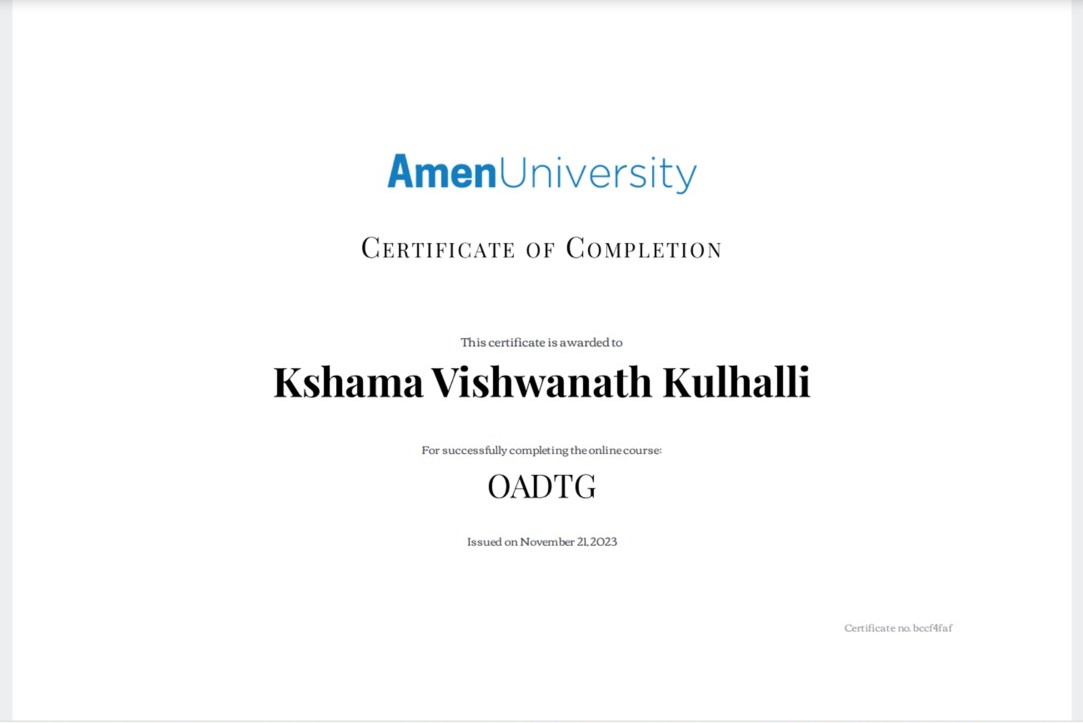 AmenUniversity
Certificate of Completion
This certificate is awarded to
Kshama Vishwanath Kulhalli
For successfully completing the online course:
OADTG
Issued on November 21, 2023
Certificate no. bccf4faf